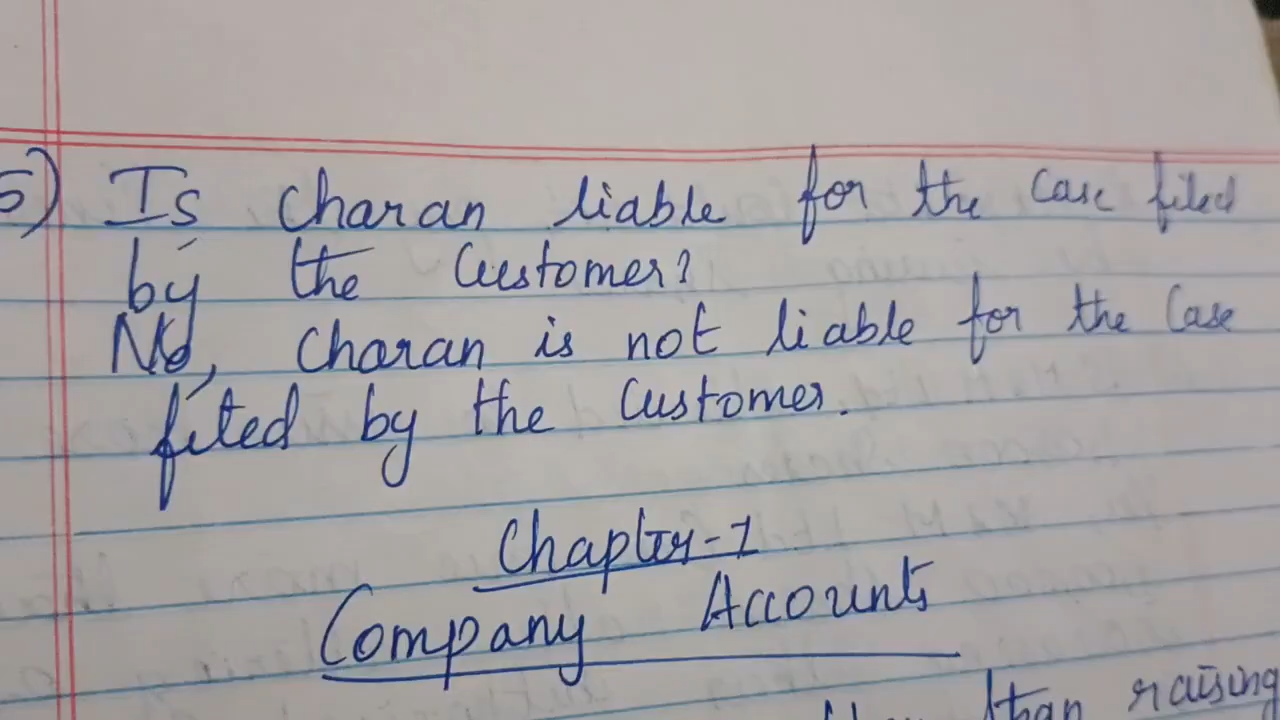 5) Is charan liable for the case filed
by the Customer?
No, charan is not liable for the Case
filed by the Customer.
Chapter-1
Company Accounts
than raising